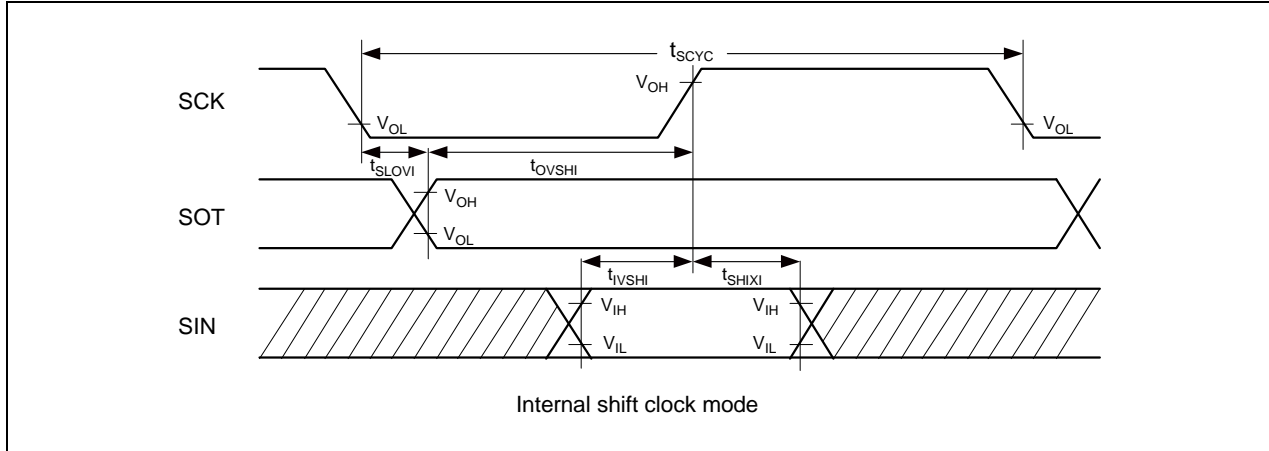 tSCYC
SCK
VOH
VOL
VOL
tSLOVI
tOVSHI
SOT
VOH
VOL
tIVSHI
tSHIXI
SIN
VIH
VIH
VIL
VIL
Internal shift clock mode